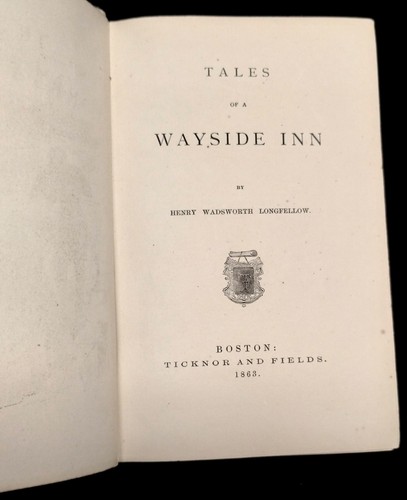 TALES
OF A
WAYSIDE INN
BY
HENRY WADSWORTH LONGFELLOW.
BOSTON:
TICKNOR AND FIELDS.
1863.